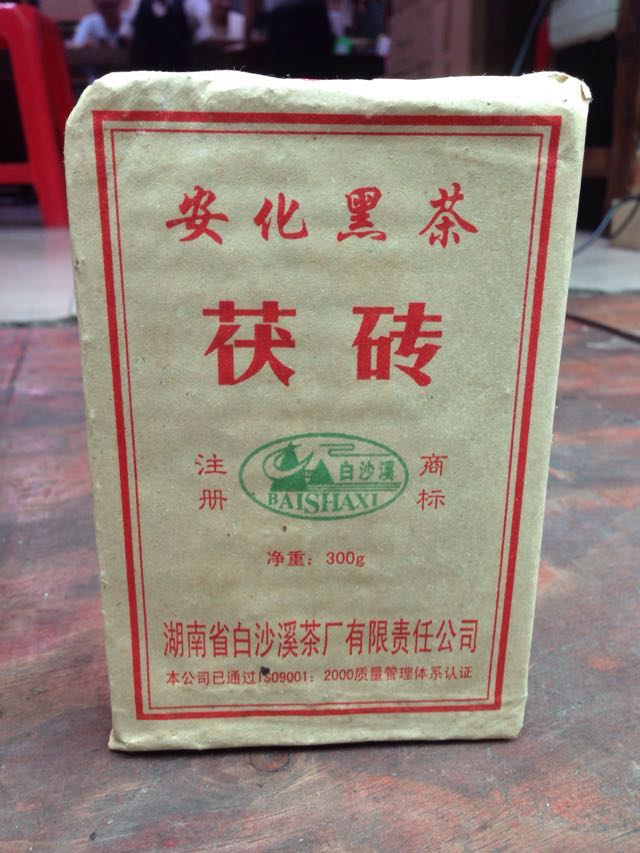 安化黑茶
茯砖
注册
白沙溪
BAISHAXI
商标
净重：300g
湖南省白沙溪茶厂有限责任公司
本公司已通过ISO9001：2000质量管理体系认证